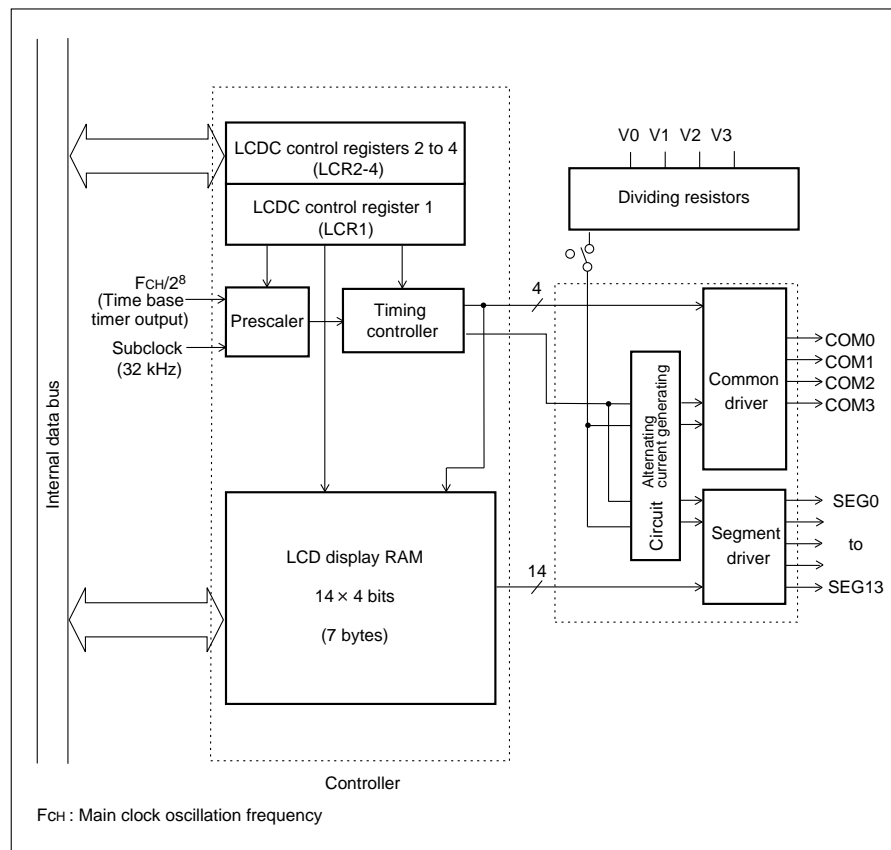 LCDC control registers 2 to 4
(LCR2-4)
LCDC control register 1
(LCR1)
V0 V1 V2 V3
Dividing resistors
FCH/2⁸
(Time base
timer output)
Subclock
(32 kHz)
Prescaler
Timing
controller
4
Internal data bus
Alternating
current generating
Circuit
Common
driver
COM0
COM1
COM2
COM3
LCD display RAM
14 × 4 bits
(7 bytes)
14
Segment
driver
SEG0
to
SEG13
Controller
FCH : Main clock oscillation frequency